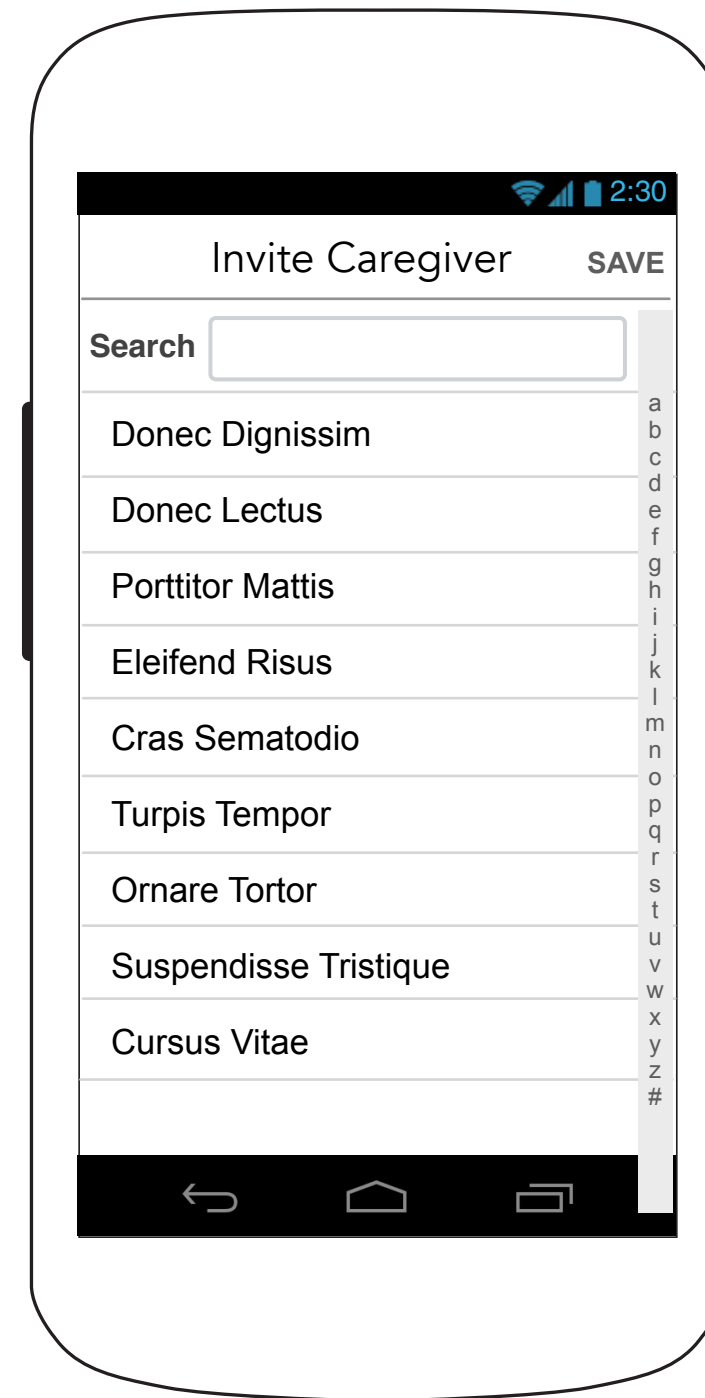 2:30
Invite Caregiver SAVE
Search
Donec Dignissim
Donec Lectus
Porttitor Mattis
Eleifend Risus
Cras Sematodio
Turpis Tempor
Ornare Tortor
Suspendisse Tristique
Cursus Vitae
a
b
c
d
e
f
g
h
i
j
k
l
m
n
o
p
q
r
s
t
u
v
w
x
y
z
#